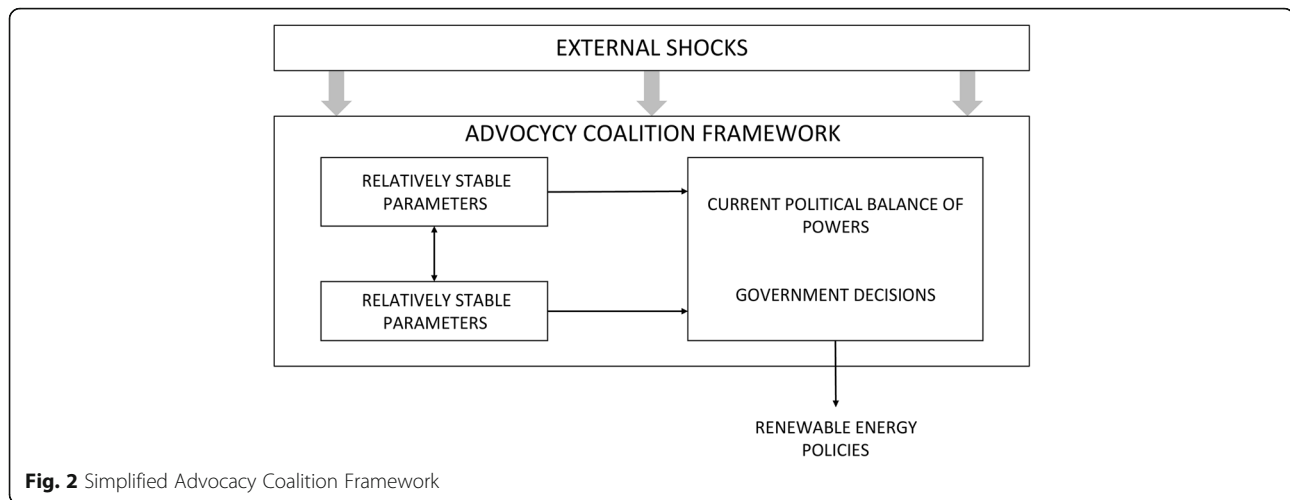 EXTERNAL SHOCKS
ADVOCYCY COALITION FRAMEWORK
RELATIVELY STABLE
PARAMETERS
CURRENT POLITICAL BALANCE OF
POWERS
RELATIVELY STABLE
PARAMETERS
GOVERNMENT DECISIONS
RENEWABLE ENERGY
POLICIES
Fig. 2 Simplified Advocacy Coalition Framework